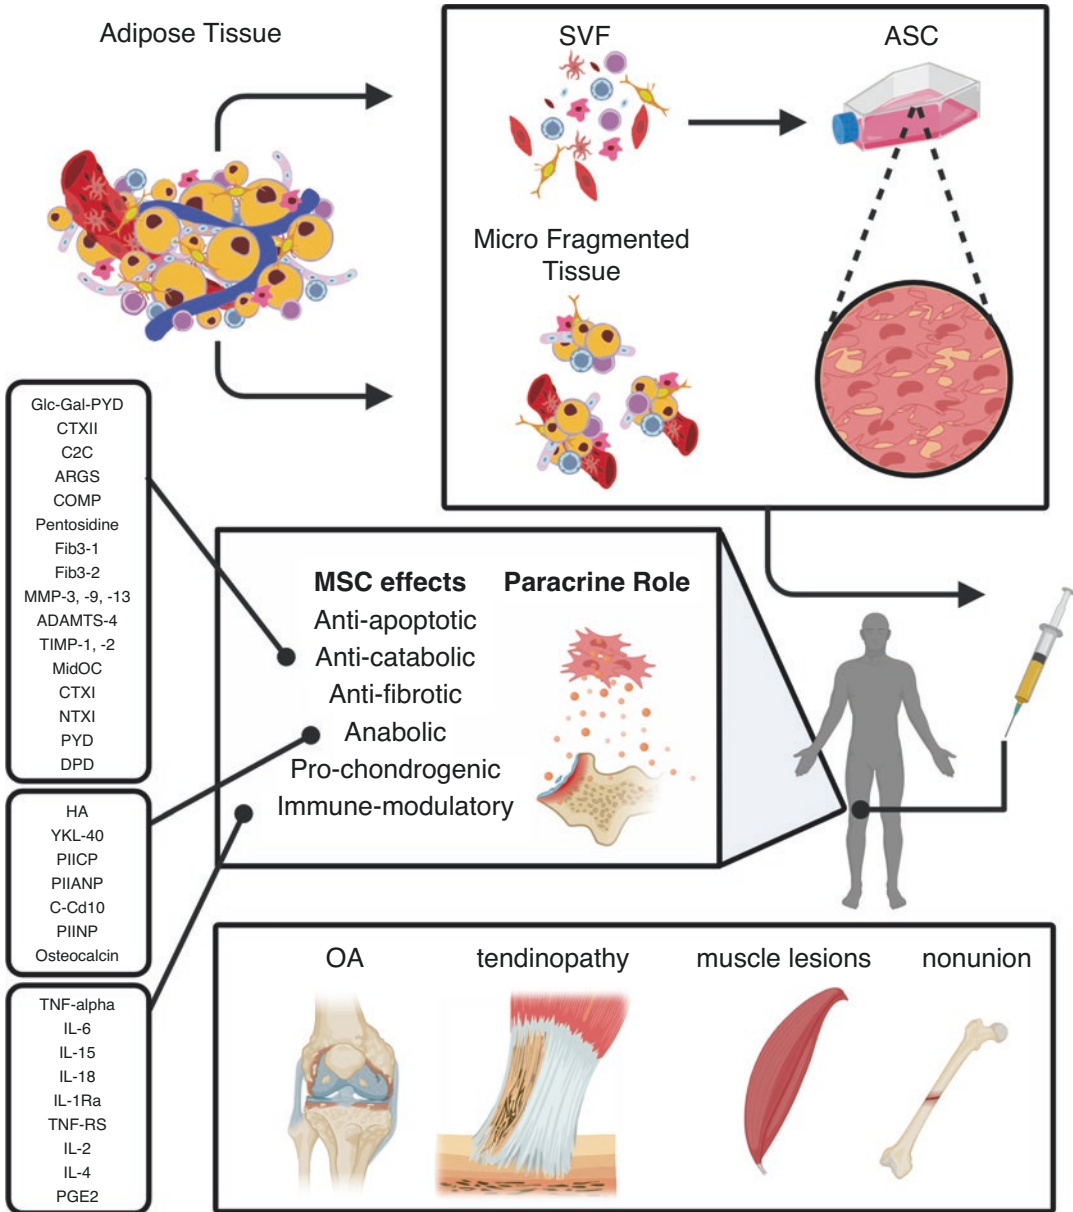 Adipose Tissue
SVF
ASC
Micro Fragmented
Tissue
Glc-Gal-PYD
CTXII
C2C
ARGS
COMP
Pentosidine
Fib3-1
Fib3-2
MMP-3, -9, -13
ADAMTS-4
TIMP-1, -2
MidOC
CTXI
NTXI
PYD
DPD
HA
YKL-40
PIICP
PIIANP
C-Cd10
PIINP
Osteocalcin
TNF-alpha
IL-6
IL-15
IL-18
IL-1Ra
TNF-RS
IL-2
IL-4
PGE2
MSC effects
Anti-apoptotic
Anti-catabolic
Anti-fibrotic
Anabolic
Pro-chondrogenic
Immune-modulatory
Paracrine Role
OA
tendinopathy
muscle lesions
nonunion